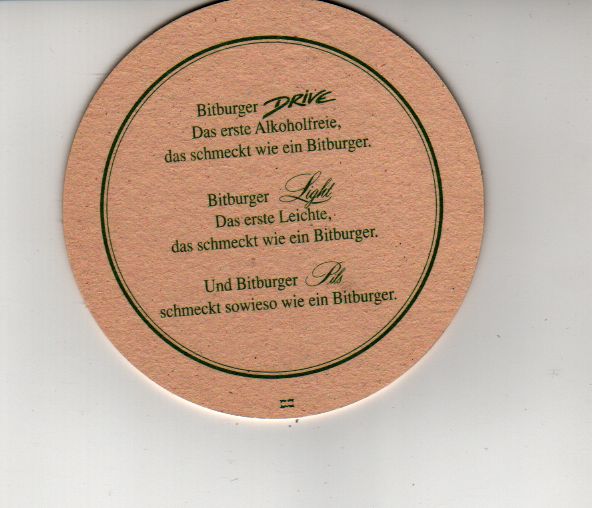 Bitburger DRIVE
Das erste Alkoholfreie,
das schmeckt wie ein Bitburger.
Bitburger Light
Das erste Leichte,
das schmeckt wie ein Bitburger.
Und Bitburger Pils
schmeckt sowieso wie ein Bitburger.